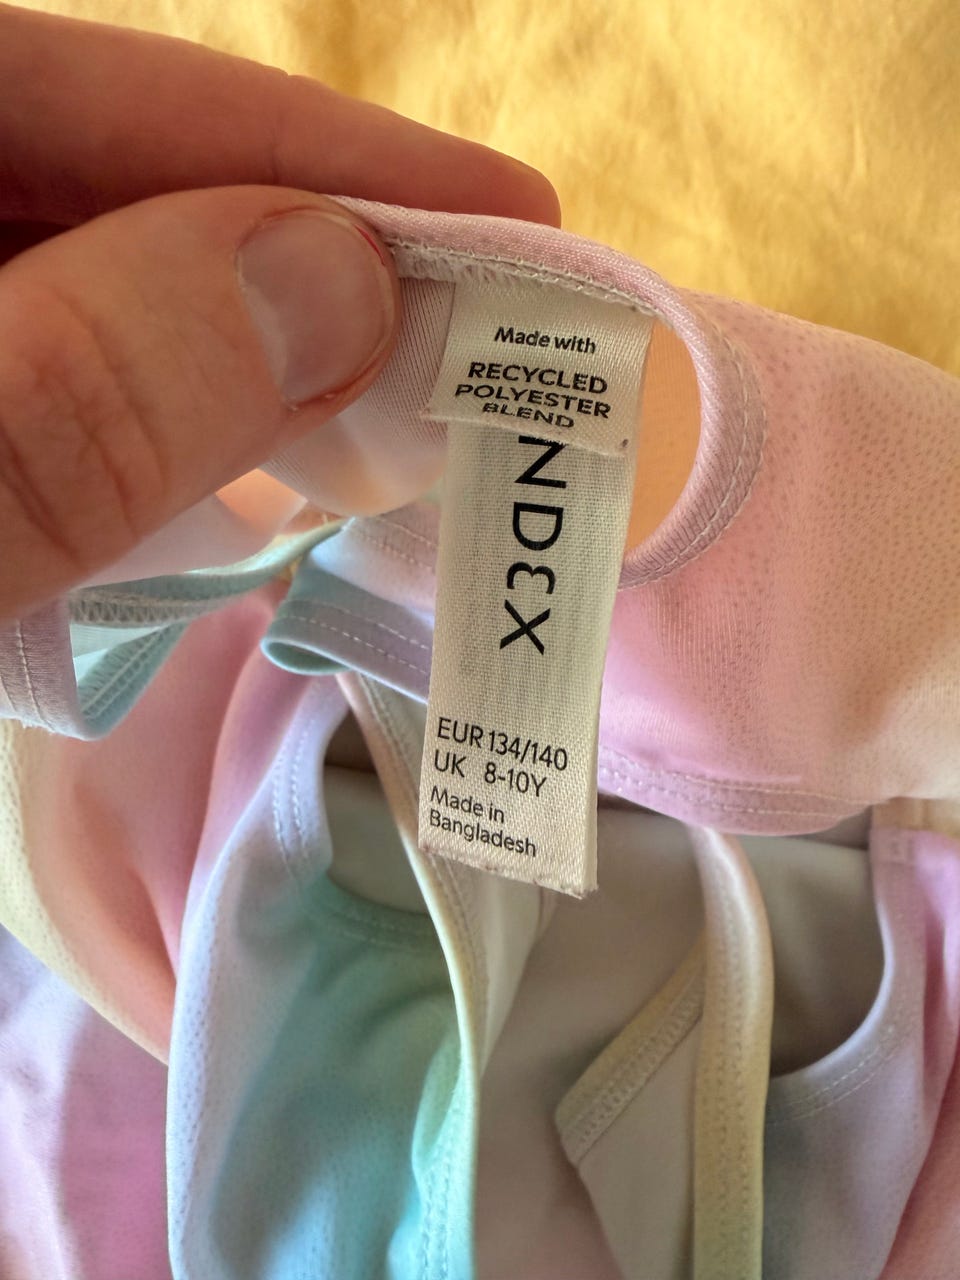 Made with
RECYCLED
POLYESTER
BLEND
NDEX
EUR 134/140
UK 8-10Y
Made in
Bangladesh